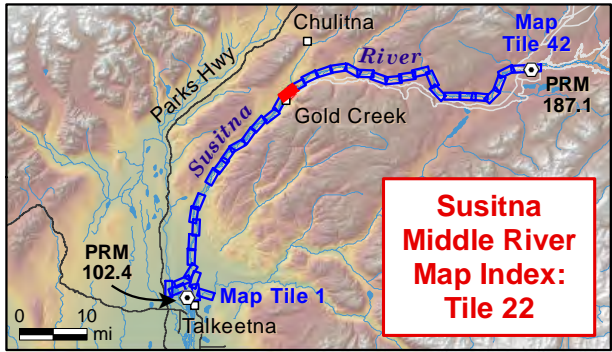 Chulitna
Map
Tile 42
River
PRM
187.1
Parks Hwy
Gold Creek
Susitna
Susitna
Middle River
Map Index:
Tile 22
PRM
102.4
Map Tile 1
Talkeetna
0 10
mi